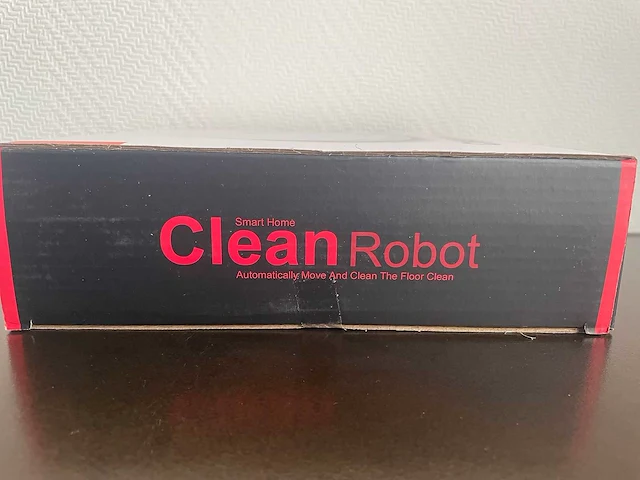 Smart Home
Clean Robot
Automatically Move And Clean The Floor Clean